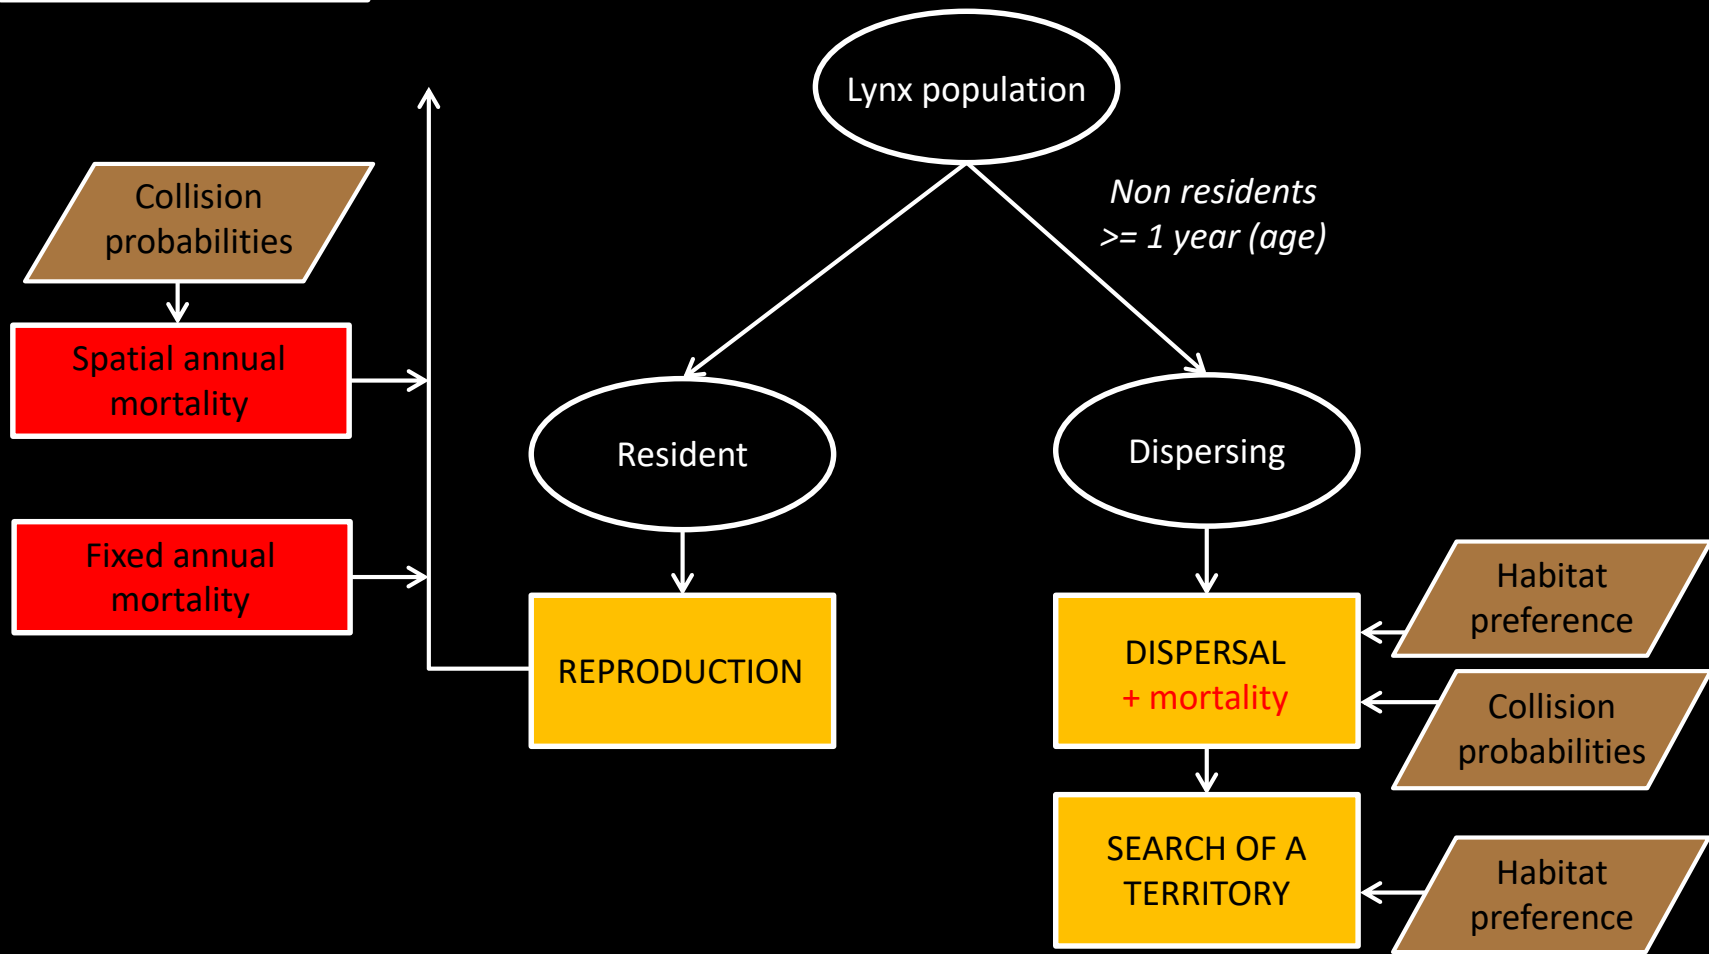 Lynx population
Non residents
>= 1 year (age)
Collision
probabilities
Spatial annual
mortality
Resident
Dispersing
Fixed annual
mortality
REPRODUCTION
DISPERSAL
+ mortality
Habitat
preference
Collision
probabilities
SEARCH OF A
TERRITORY
Habitat
preference